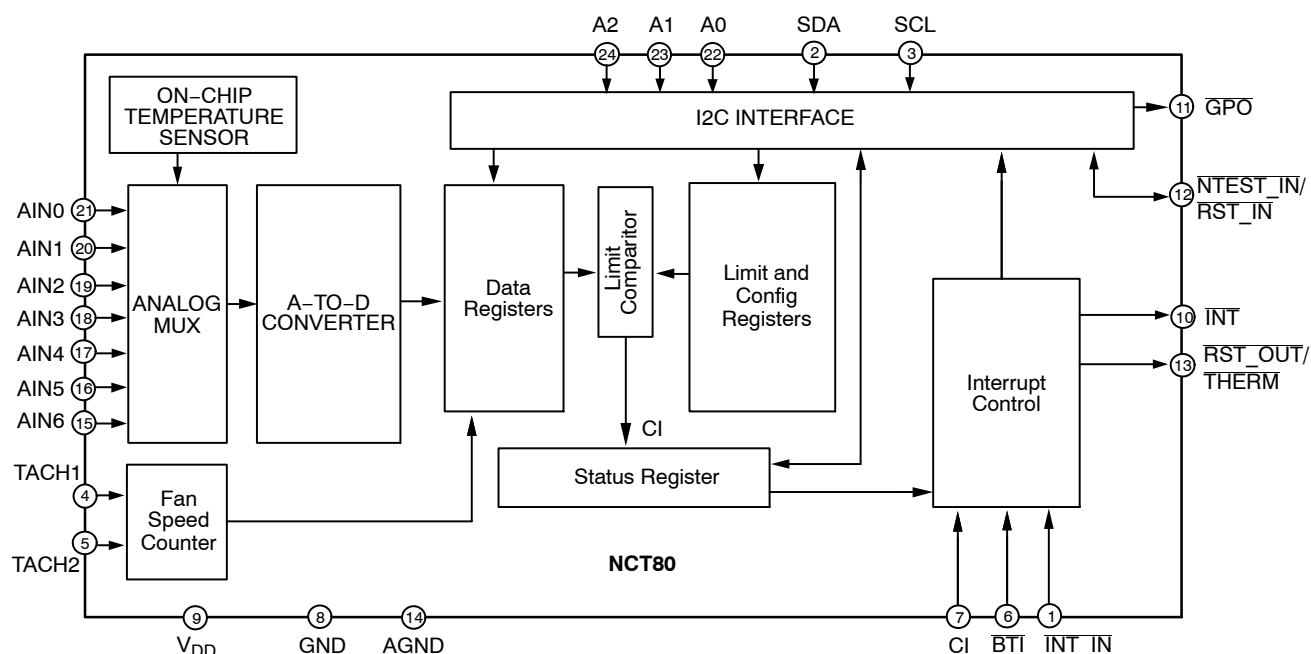 A2 A1 A0 SDA SCL
24 23 22 2 3
ON−CHIP
TEMPERATURE
SENSOR
I2C INTERFACE
11 GPO
12 NTEST_IN/
RST_IN
AIN0 21
AIN1 20
AIN2 19
AIN3 18
AIN4 17
AIN5 16
AIN6 15
ANALOG
MUX
A−TO−D
CONVERTER
Data
Registers
Limit
Comparitor
Limit and
Config
Registers
Interrupt
Control
10 INT
13 RST_OUT/
THERM
CI
Status Register
TACH1
4
5
TACH2
Fan
Speed
Counter
NCT80
9 8 14 7 6 1
VDD GND AGND CI BTI INT_IN